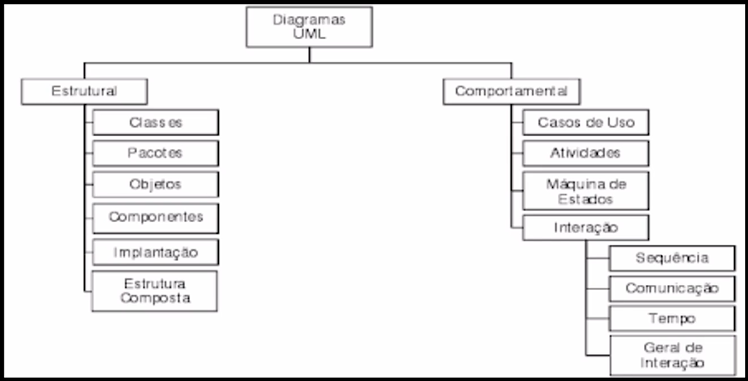 Diagramas
UML
Estrutural
Comportamental
Classes
Pacotes
Objetos
Componentes
Implantação
Estrutura
Composta
Casos de Uso
Atividades
Máquina de
Estados
Interação
Sequência
Comunicação
Tempo
Geral de
Interação